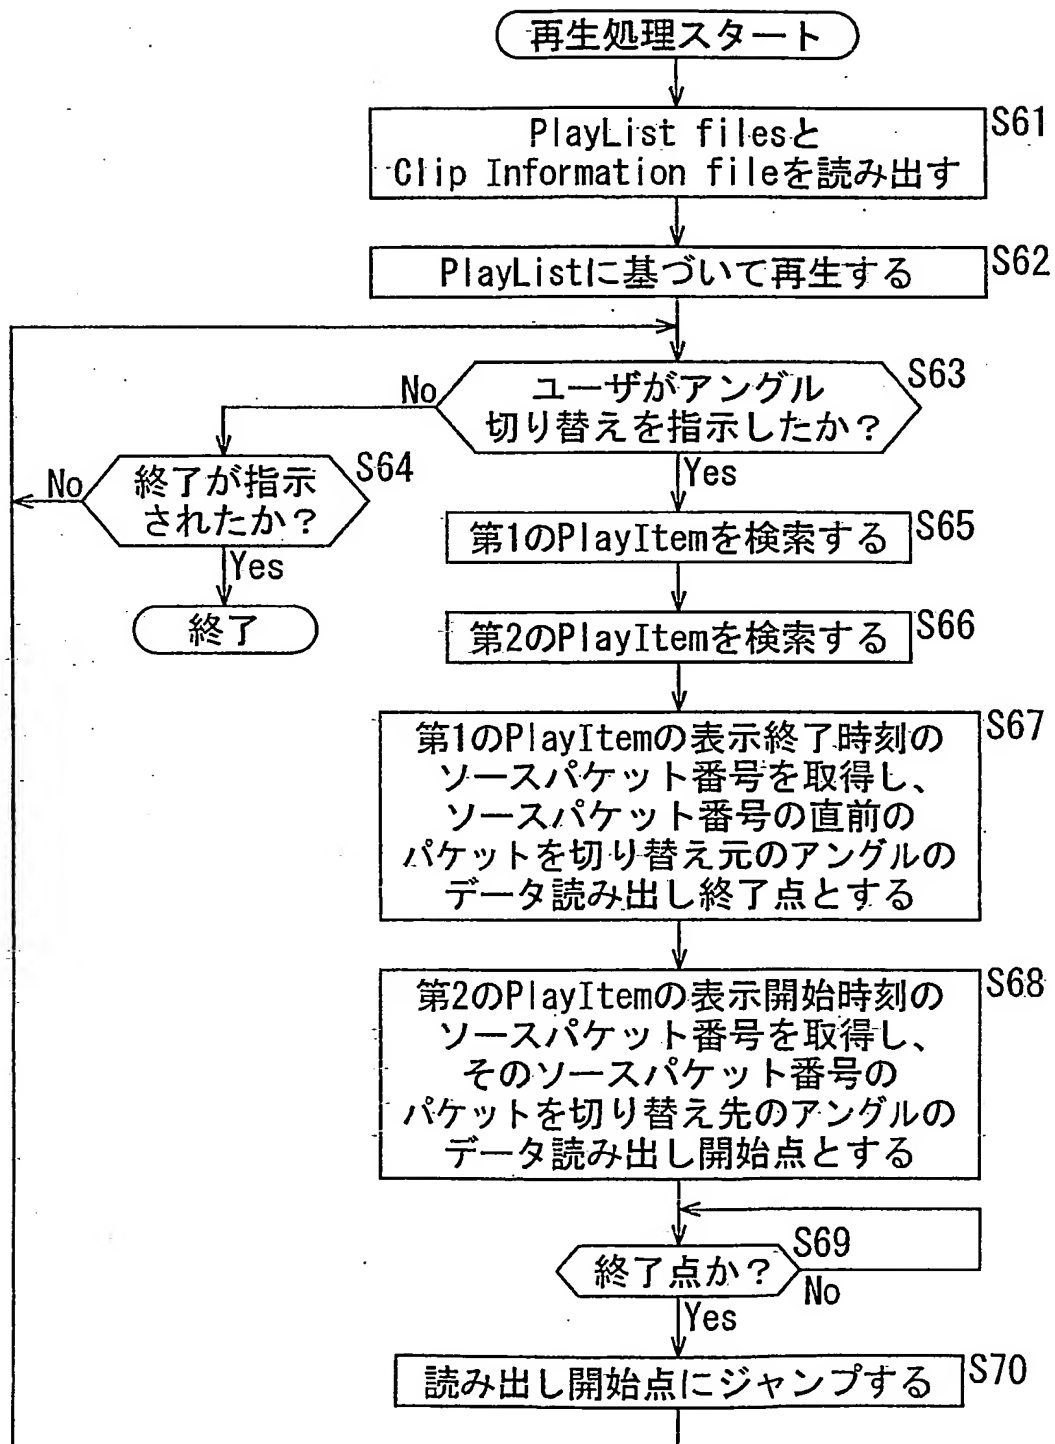 再生処理スタート
S61
PlayList filesと
Clip Information fileを読み出す
S62
PlayListに基づいて再生する
S63
ユーザがアングル
切り替えを指示したか？
No
Yes
S64
終了が指示
されたか？
No
Yes
終了
S65
第1のPlayItemを検索する
S66
第2のPlayItemを検索する
S67
第1のPlayItemの表示終了時刻の
ソースパケット番号を取得し、
ソースパケット番号の直前の
パケットを切り替え元のアングルの
データ読み出し終了点とする
S68
第2のPlayItemの表示開始時刻の
ソースパケット番号を取得し、
そのソースパケット番号の
パケットを切り替え先のアングルの
データ読み出し開始点とする
S69
終了点か？
No
Yes
S70
読み出し開始点にジャンプする